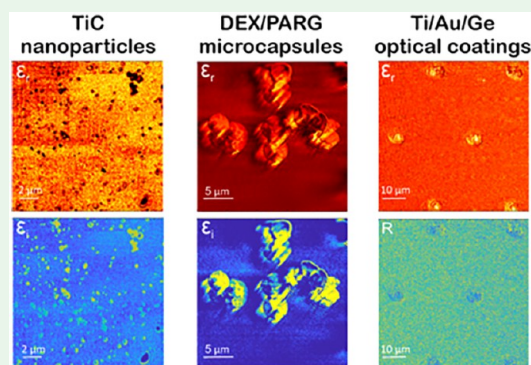 TiC
nanoparticles
DEX/PARG
microcapsules
Ti/Au/Ge
optical coatings
εr
2 µm
εr
5 µm
εr
10 µm
εi
2 µm
εi
5 µm
R
10 µm